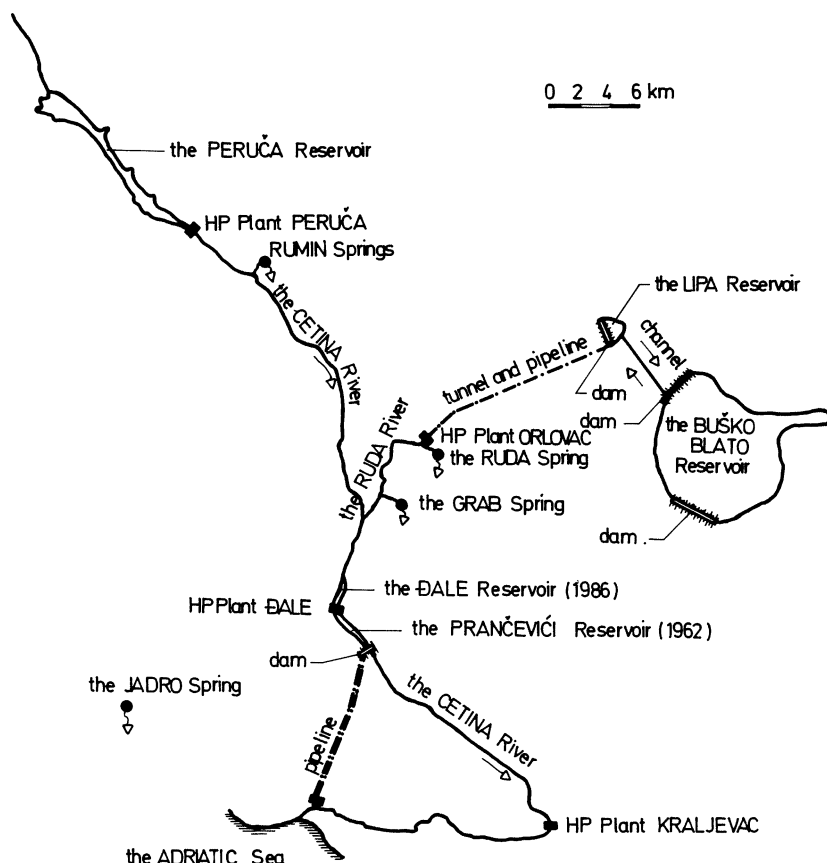 0 2 4 6 km
the PERUČA Reservoir
HP Plant PERUČA
RUMIN Springs
the CETINA River
the LIPA Reservoir
channel
tunnel and pipeline
dam
dam
the BUŠKO
BLATO
Reservoir
the RUDA River
HP Plant ORLOVAC
the RUDA Spring
the GRAB Spring
dam .
the ĐALE Reservoir (1986)
HP Plant ĐALE
the PRANČEVIĆI Reservoir (1962)
dam
the JADRO Spring
the CETINA River
pipeline
HP Plant KRALJEVAC
the ADRIATIC Sea